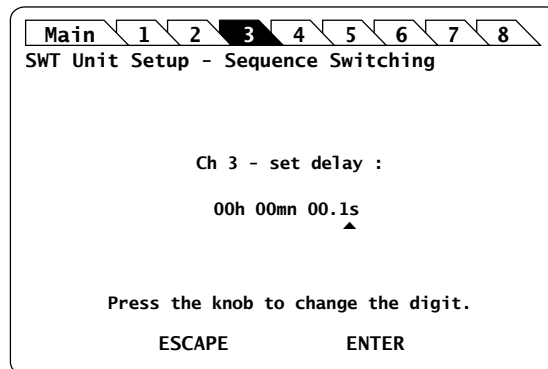 Main 1 2 3 4 5 6 7 8
SWT Unit Setup - Sequence Switching
Ch 3 - set delay :
00h 00mn 00.1s
Press the knob to change the digit.
ESCAPE ENTER